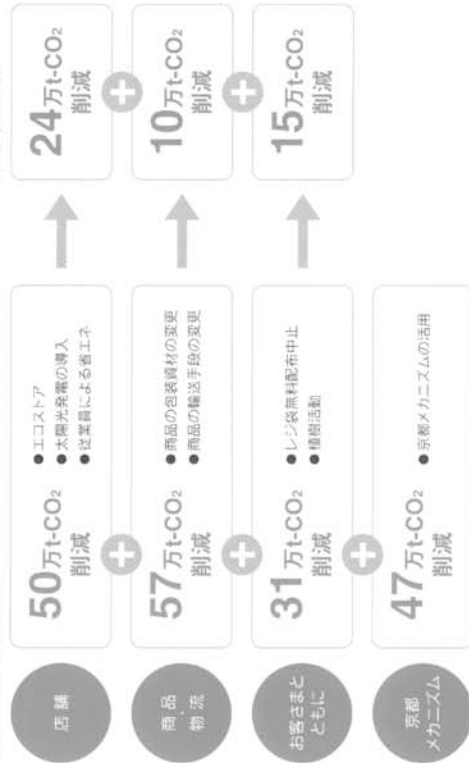 店舗
50万t-CO2
削減
●エコストア
●太陽光発電の導入
●従業員による省エネ
24万t-CO2
削減
商品
・
物流
57万t-CO2
削減
●商品の包装資材の変更
●商品の輸送手段の変更
10万t-CO2
削減
お客さまと
ともに
31万t-CO2
削減
●レジ袋無料配布中止
●植樹活動
15万t-CO2
削減
京都
メカニズム
47万t-CO2
削減
●京都メカニズムの活用